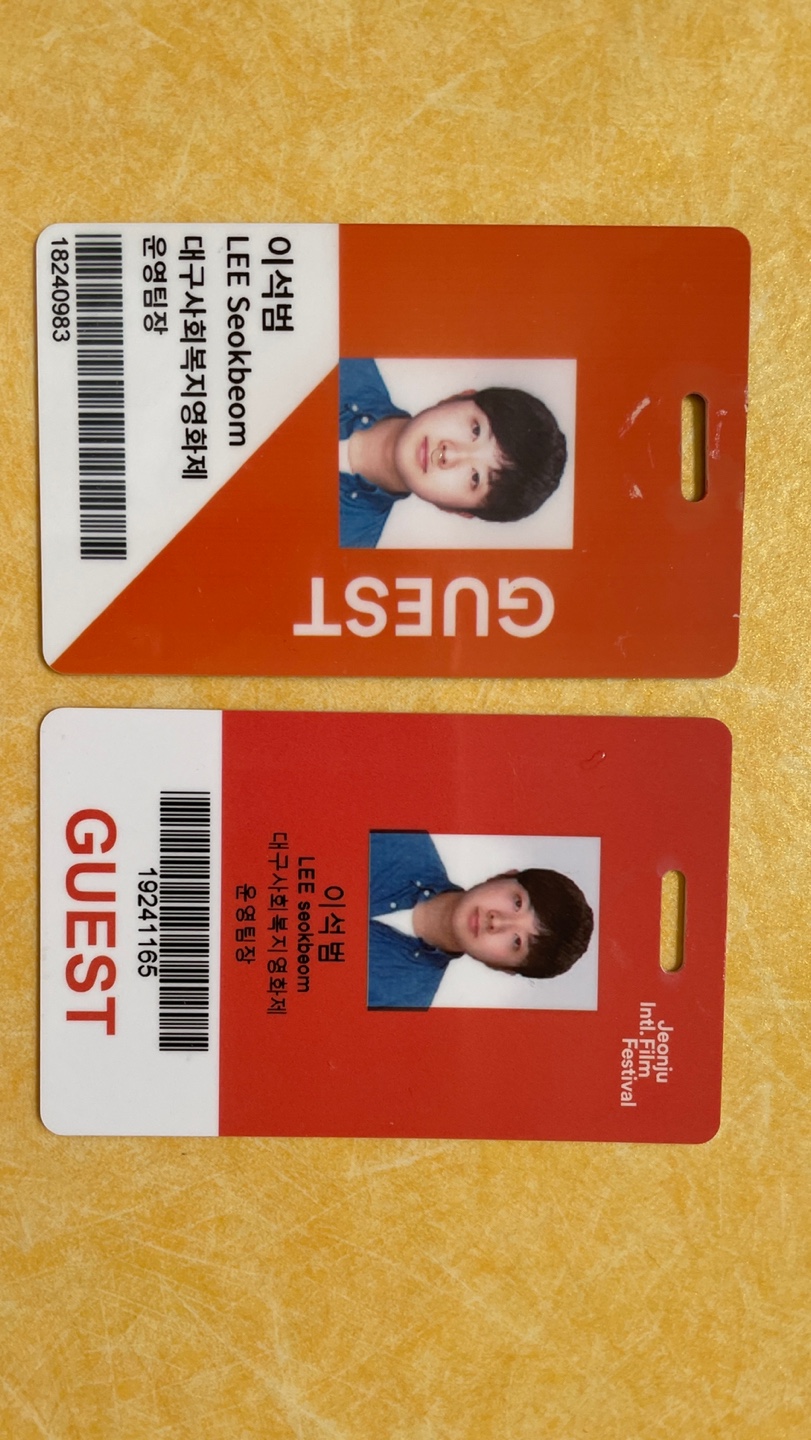 GUEST
이석범
LEE Seokbeom
대구사회복지영화제
운영팀장
18240983
Jeonju
Intl. Film
Festival
이석범
LEE seokbeom
대구사회복지영화제
운영팀장
19241165
GUEST